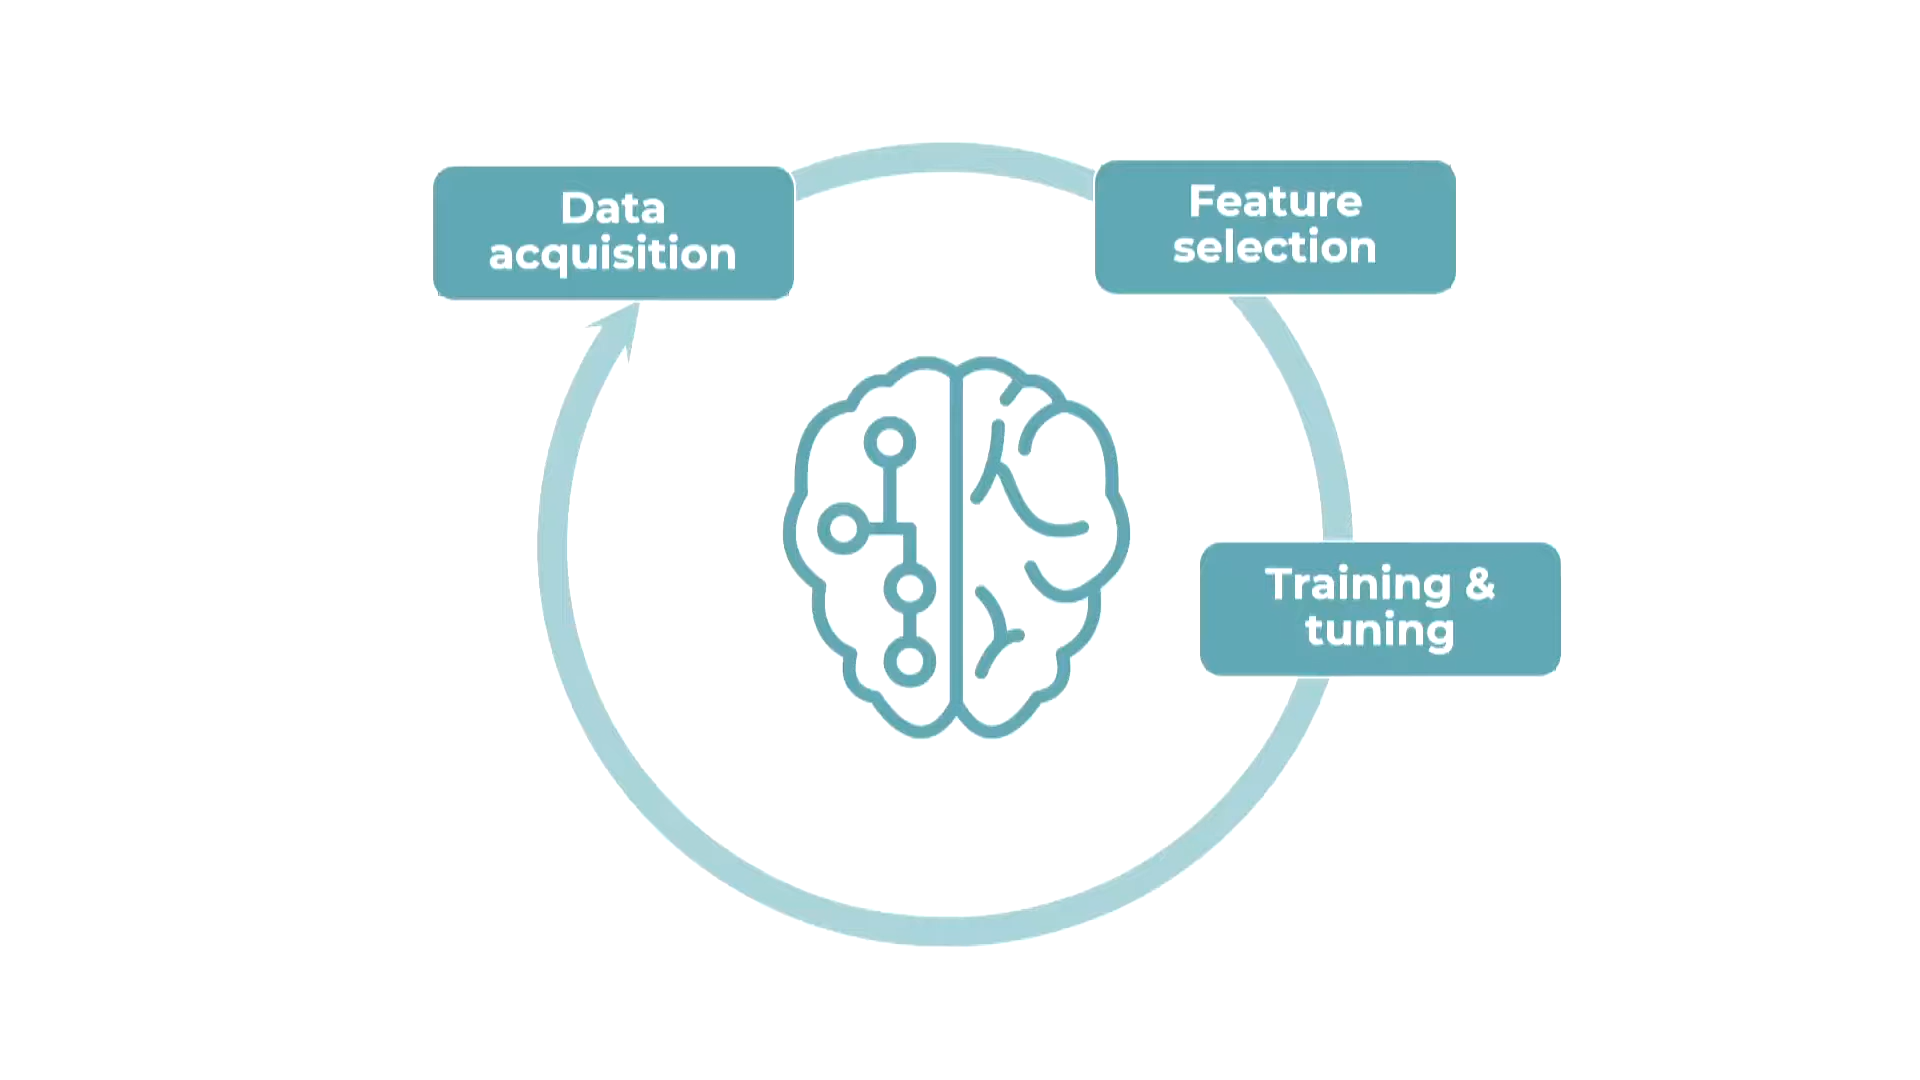 Data
acquisition
Feature
selection
Training &
tuning